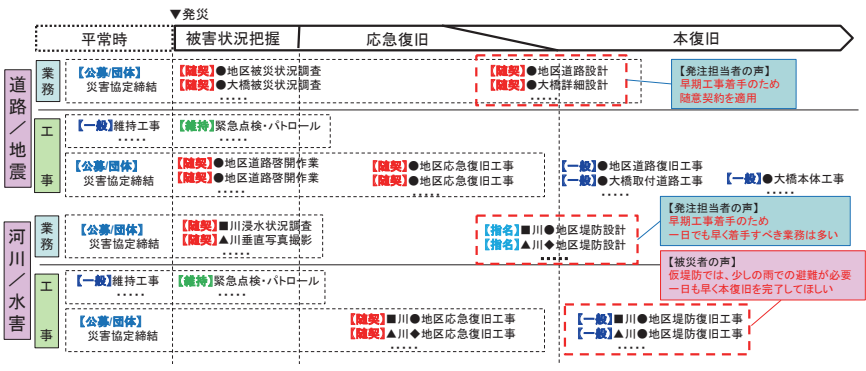 ▼発災
平常時
被害状況把握
応急復旧
本復旧
道路／地震
業務
【公募/団体】
災害協定締結
【随契】●地区被災状況調査
【随契】●大橋被災状況調査
・・・・・
【随契】●地区道路設計
【随契】●大橋詳細設計
・・・・・
【発注担当者の声】
早期工事着手のため
随意契約を適用
工事
【一般】維持工事
・・・・・
【維持】緊急点検・パトロール
・・・・・
【公募/団体】
災害協定締結
【随契】●地区道路啓開作業
【随契】●地区道路啓開作業
・・・・・
【随契】●地区応急復旧工事
【随契】●地区応急復旧工事
・・・・・
【一般】●地区道路復旧工事
【一般】●大橋取付道路工事
・・・・・
【一般】●大橋本体工事
・・・・・
河川／水害
業務
【公募/団体】
災害協定締結
【随契】■川浸水状況調査
【随契】▲川垂直写真撮影
・・・・・
【指名】■川●地区堤防設計
【指名】▲川◆地区堤防設計
・・・・・
【発注担当者の声】
早期工事着手のため
一日でも早く着手すべき業務は多い
工事
【一般】維持工事
・・・・・
【維持】緊急点検・パトロール
・・・・・
【被災者の声】
仮堤防では、少しの雨での避難が必要
一日も早く本復旧を完了してほしい
【公募/団体】
災害協定締結
【随契】■川●地区応急復旧工事
【随契】▲川◆地区応急復旧工事
・・・・・
【一般】■川●地区堤防復旧工事
【一般】▲川●地区堤防復旧工事
・・・・・